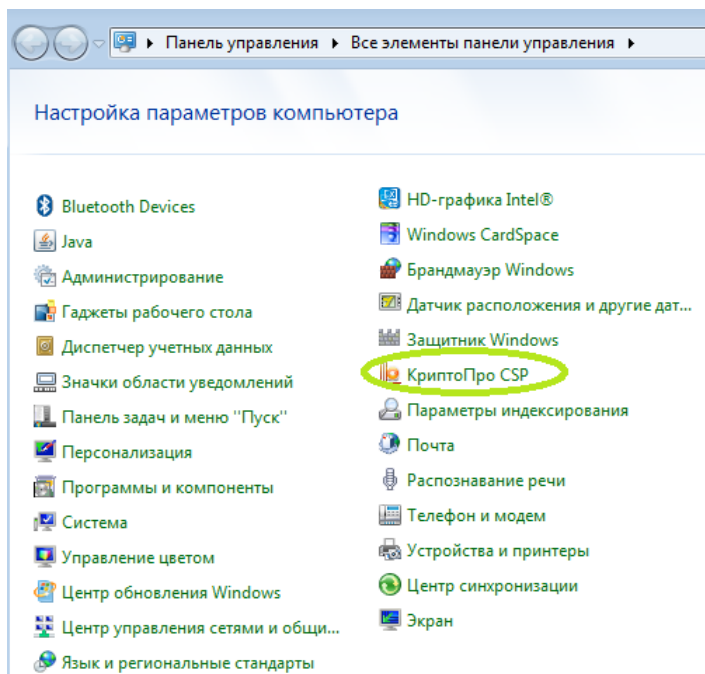 Панель управления ▸ Все элементы панели управления ▸
Настройка параметров компьютера
Bluetooth Devices
Java
Администрирование
Гаджеты рабочего стола
Диспетчер учетных данных
Значки области уведомлений
Панель задач и меню "Пуск"
Персонализация
Программы и компоненты
Система
Управление цветом
Центр обновления Windows
Центр управления сетями и общи...
Язык и региональные стандарты
HD-графика Intel®
Windows CardSpace
Брандмауэр Windows
Датчик расположения и другие дат...
Защитник Windows
КриптоПро CSP
Параметры индексирования
Почта
Распознавание речи
Телефон и модем
Устройства и принтеры
Центр синхронизации
Экран